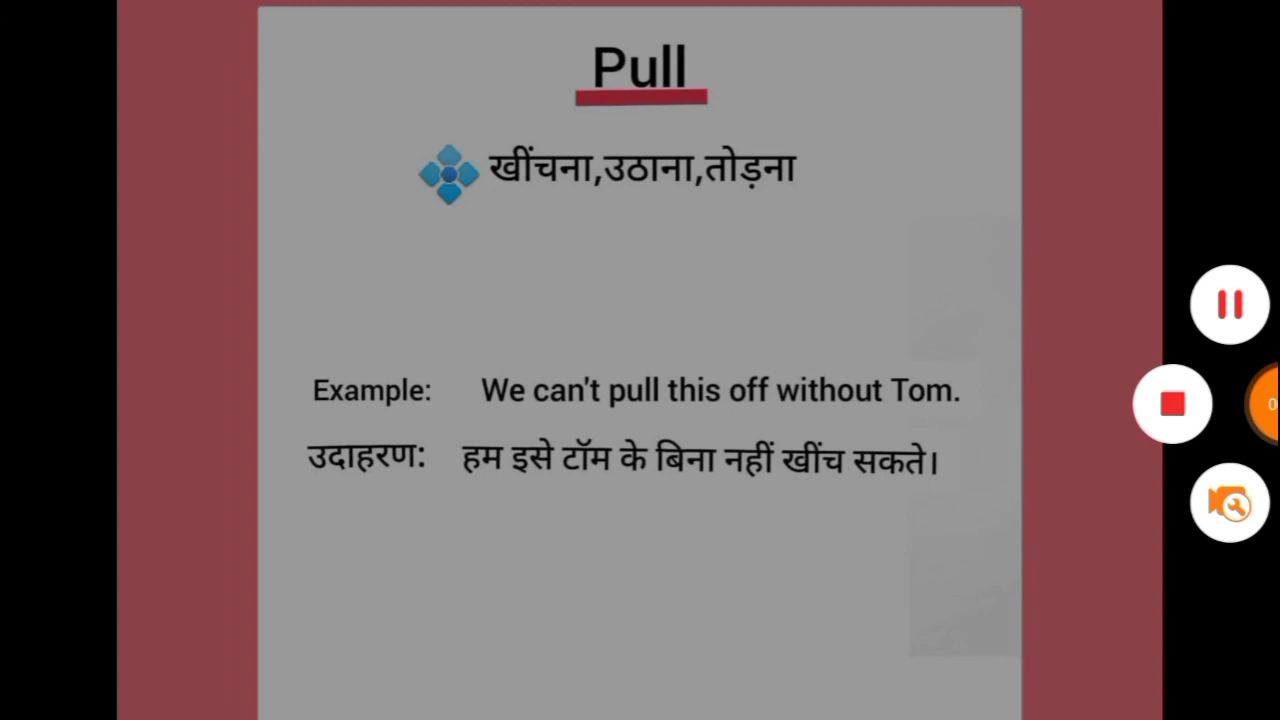 Pull
खींचना,उठाना,तोड़ना
Example: We can't pull this off without Tom.
उदाहरण: हम इसे टॉम के बिना नहीं खींच सकते।